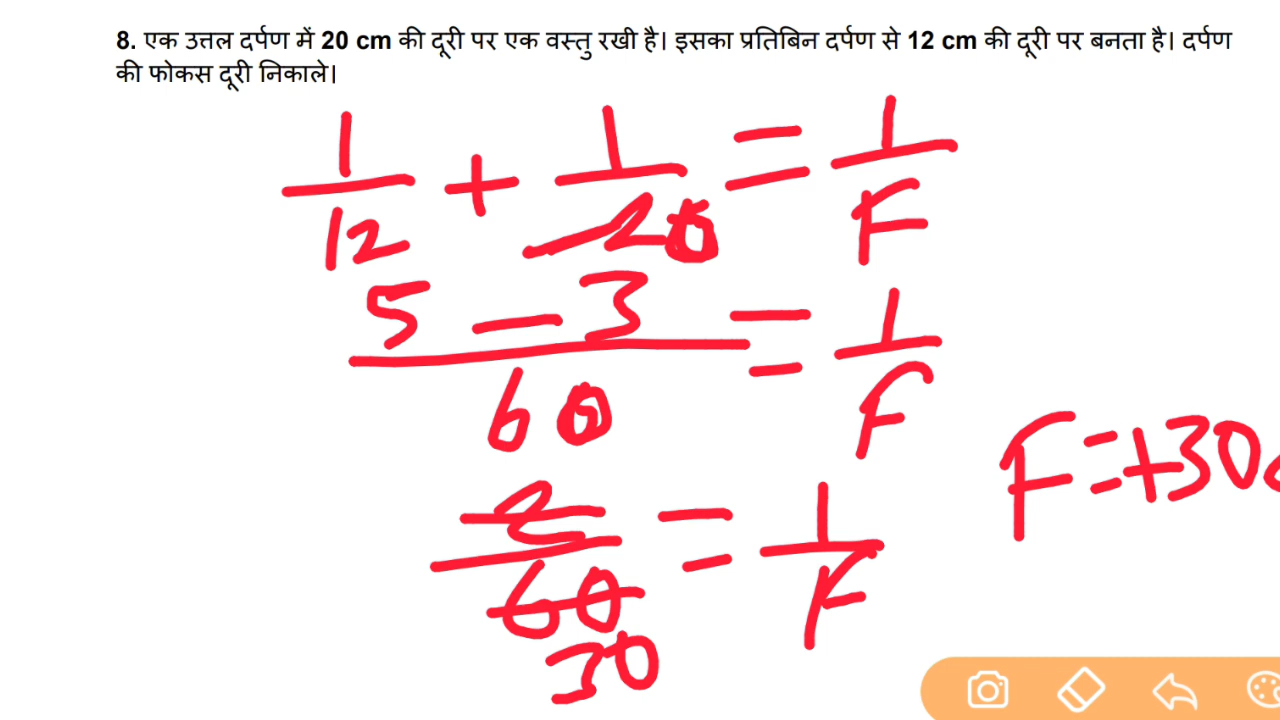 8. एक उत्तल दर्पण में 20 cm की दूरी पर एक वस्तु रखी है। इसका प्रतिबिन दर्पण से 12 cm की दूरी पर बनता है। दर्पण
की फोकस दूरी निकाले।
1/12 + 1/-20 = 1/F
5 - 3/60 = 1/F
F = +30
2/60 = 1/F
30